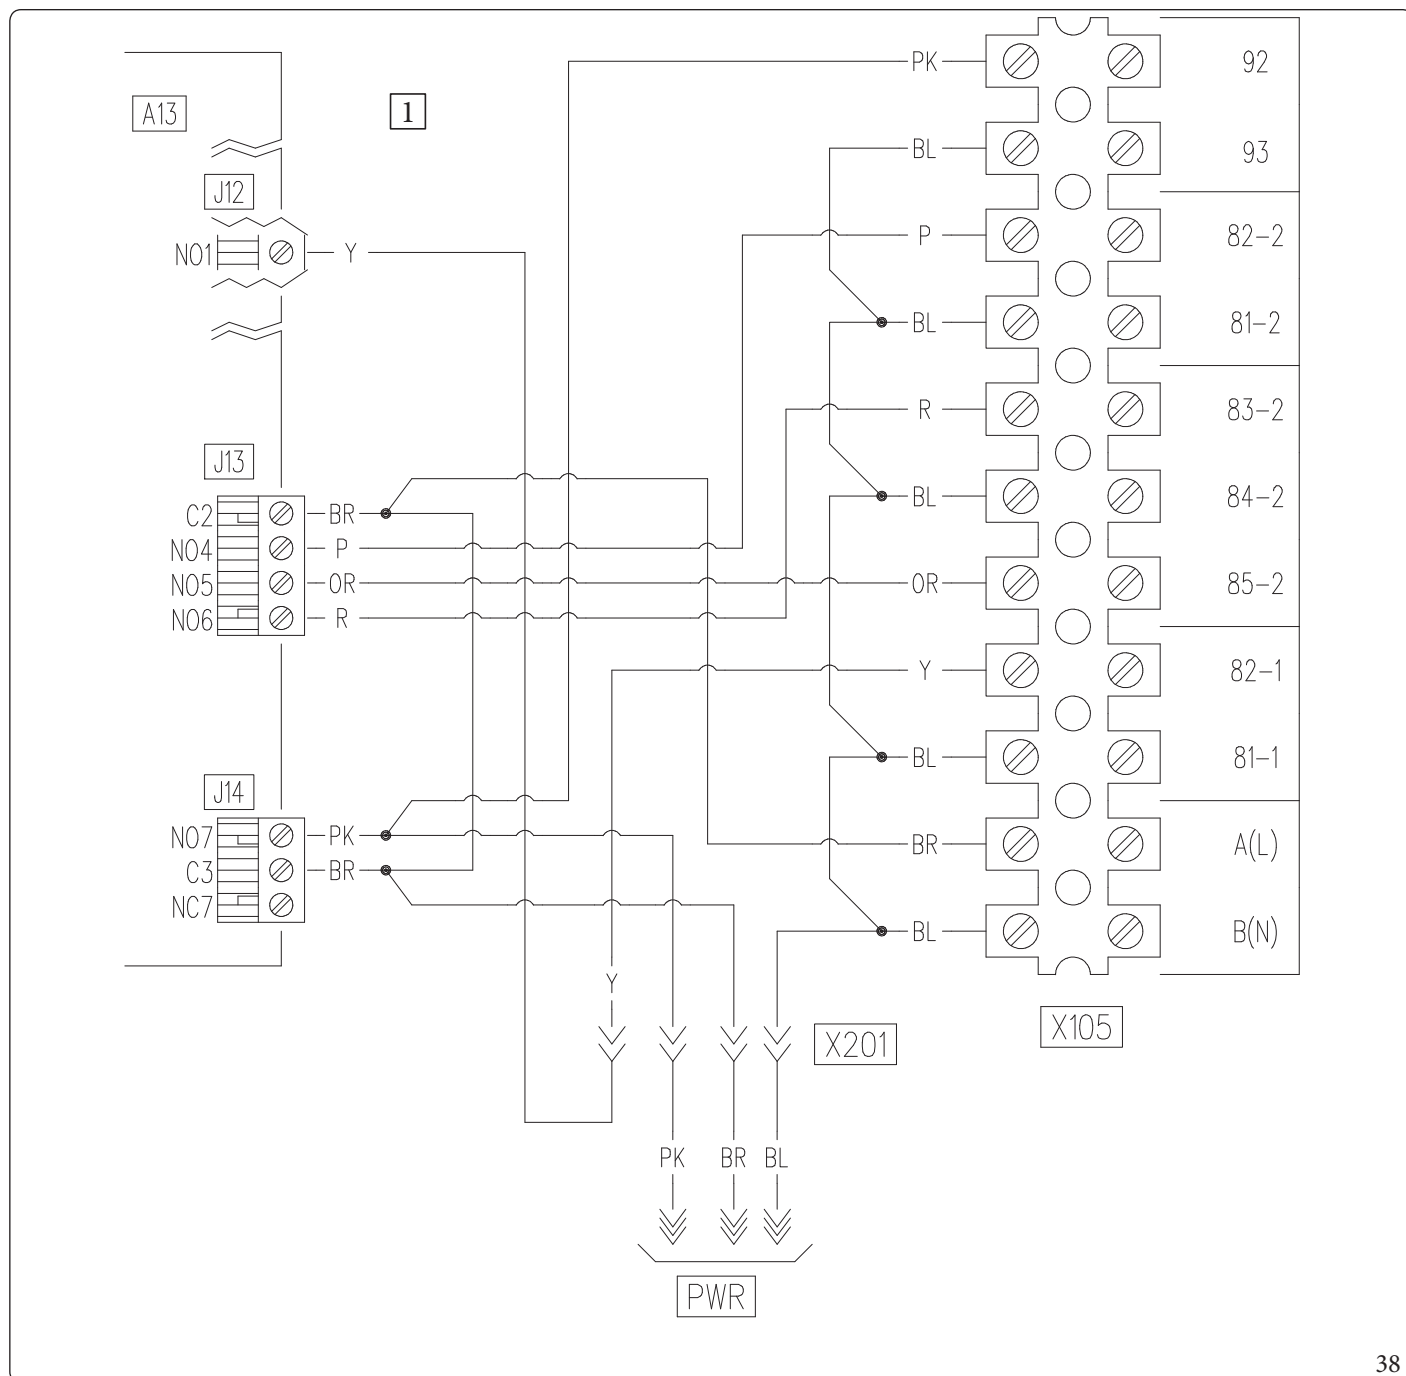 PK 92
A13 1
BL 93
J12
P 82-2
NO1 Y
BL 81-2
R 83-2
J13
BL 84-2
C2 BR
NO4 P
NO5 OR OR 85-2
NO6 R
Y 82-1
BL 81-1
J14
NO7 PK
BR A(L)
C3 BR
NC7
BL B(N)
Y
X201 X105
PK BR BL
PWR
38